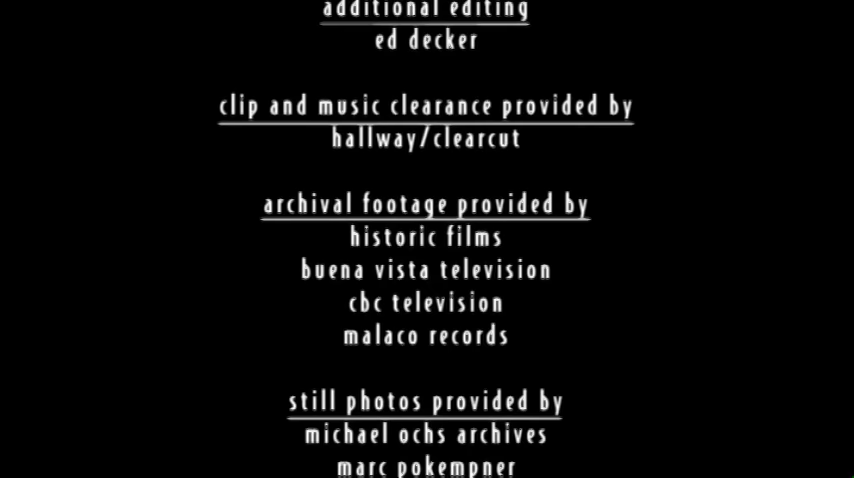 additional editing
ed decker
clip and music clearance provided by
hallway/clearcut
archival footage provided by
historic films
buena vista television
cbc television
malaco records
still photos provided by
michael ochs archives
marc pokempner